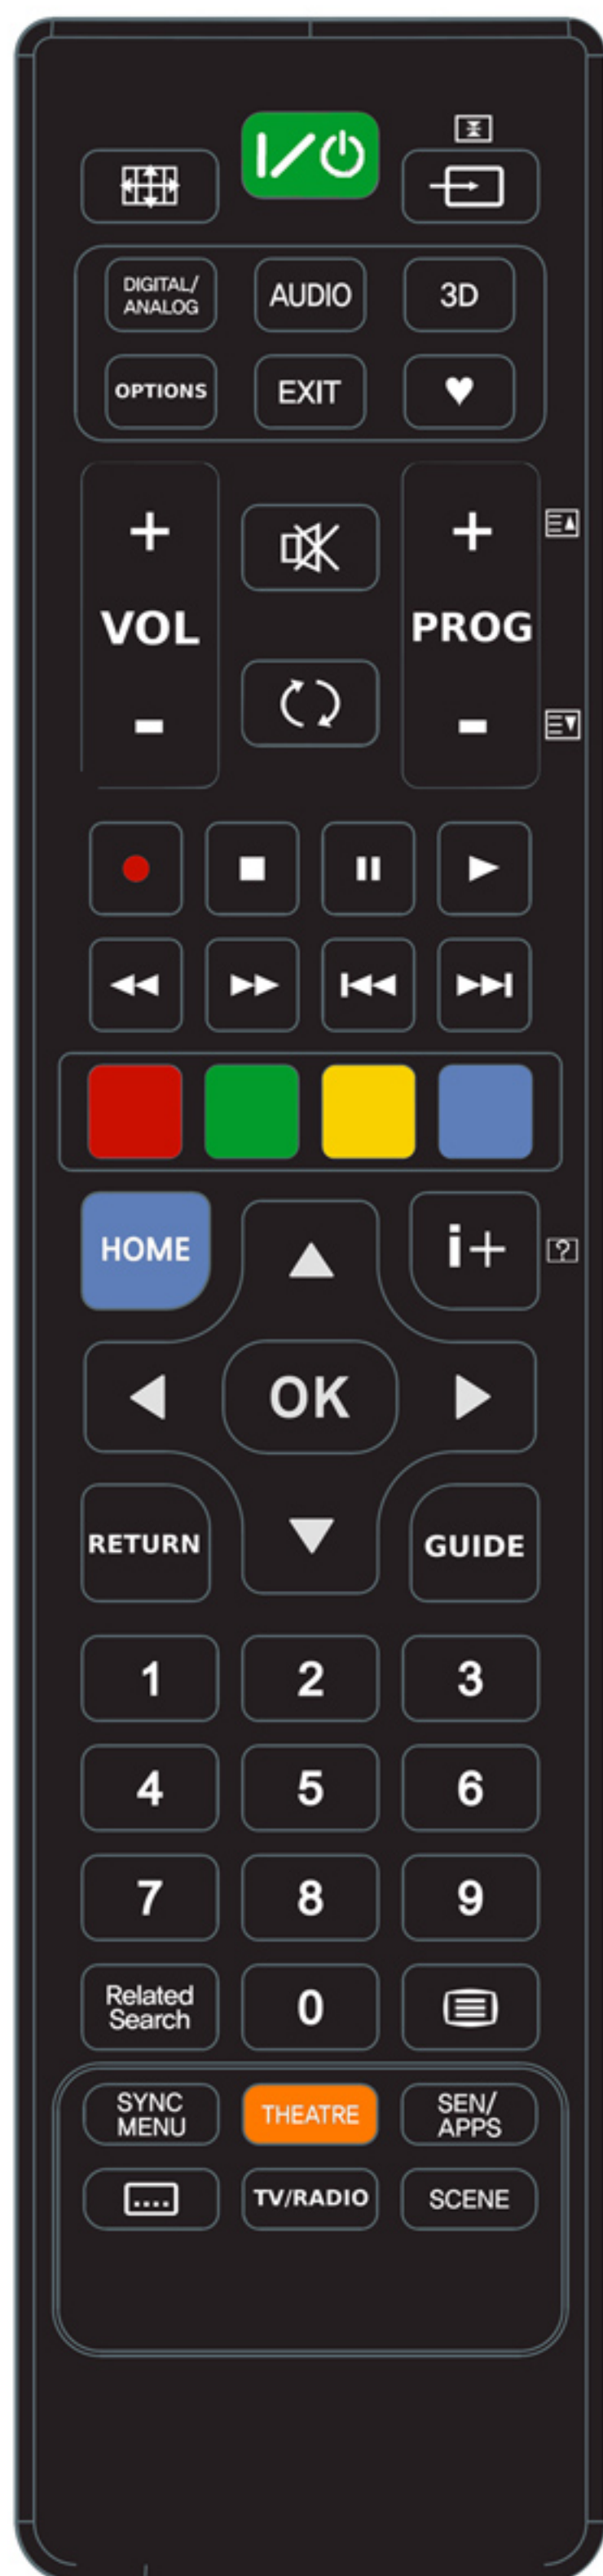 DIGITAL/
ANALOG
AUDIO
3D
OPTIONS
EXIT
+
+
VOL
PROG
-
-
HOME
i+
?
OK
RETURN
GUIDE
1
2
3
4
5
6
7
8
9
Related
Search
0
SYNC
MENU
THEATRE
SEN/
APPS
TV/RADIO
SCENE